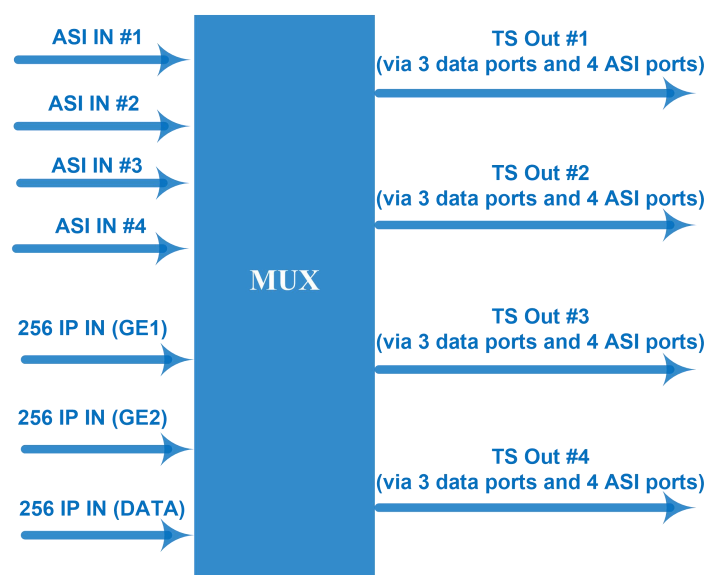 ASI IN #1
ASI IN #2
ASI IN #3
ASI IN #4
256 IP IN (GE1)
256 IP IN (GE2)
256 IP IN (DATA)
MUX
TS Out #1
(via 3 data ports and 4 ASI ports)
TS Out #2
(via 3 data ports and 4 ASI ports)
TS Out #3
(via 3 data ports and 4 ASI ports)
TS Out #4
(via 3 data ports and 4 ASI ports)